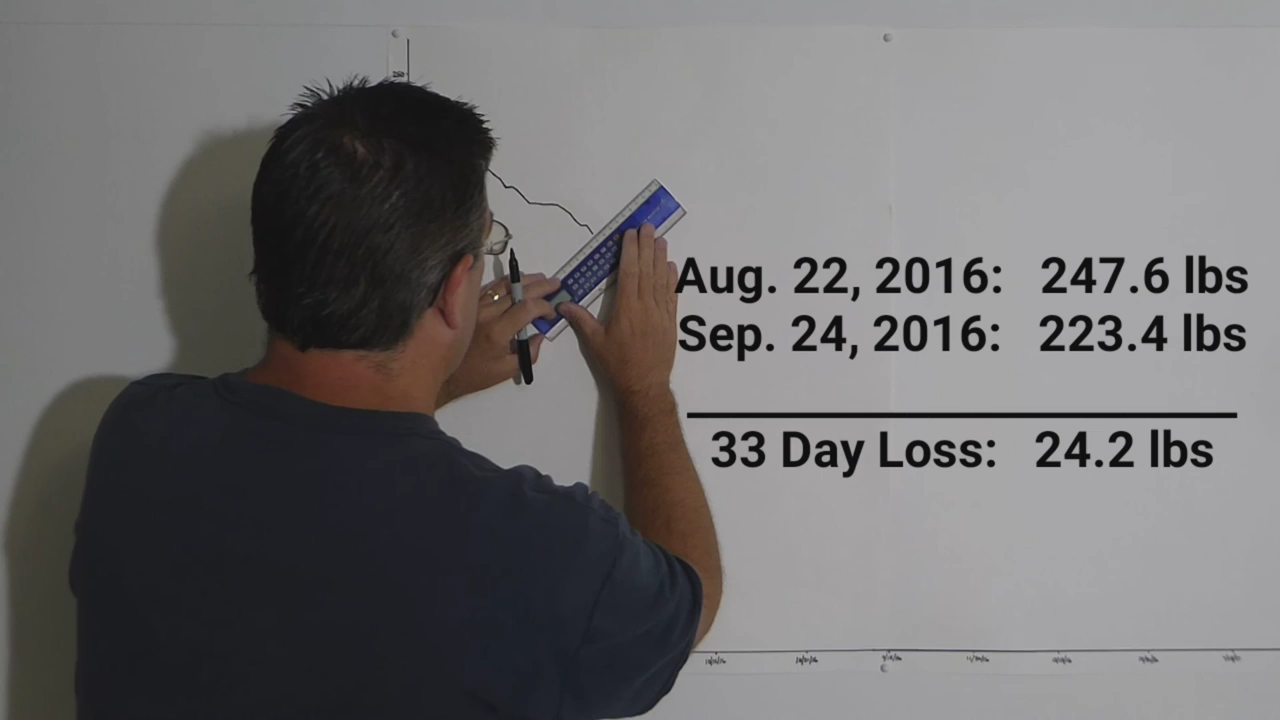 Aug. 22, 2016: 247.6 lbs
Sep. 24, 2016: 223.4 lbs
33 Day Loss: 24.2 lbs